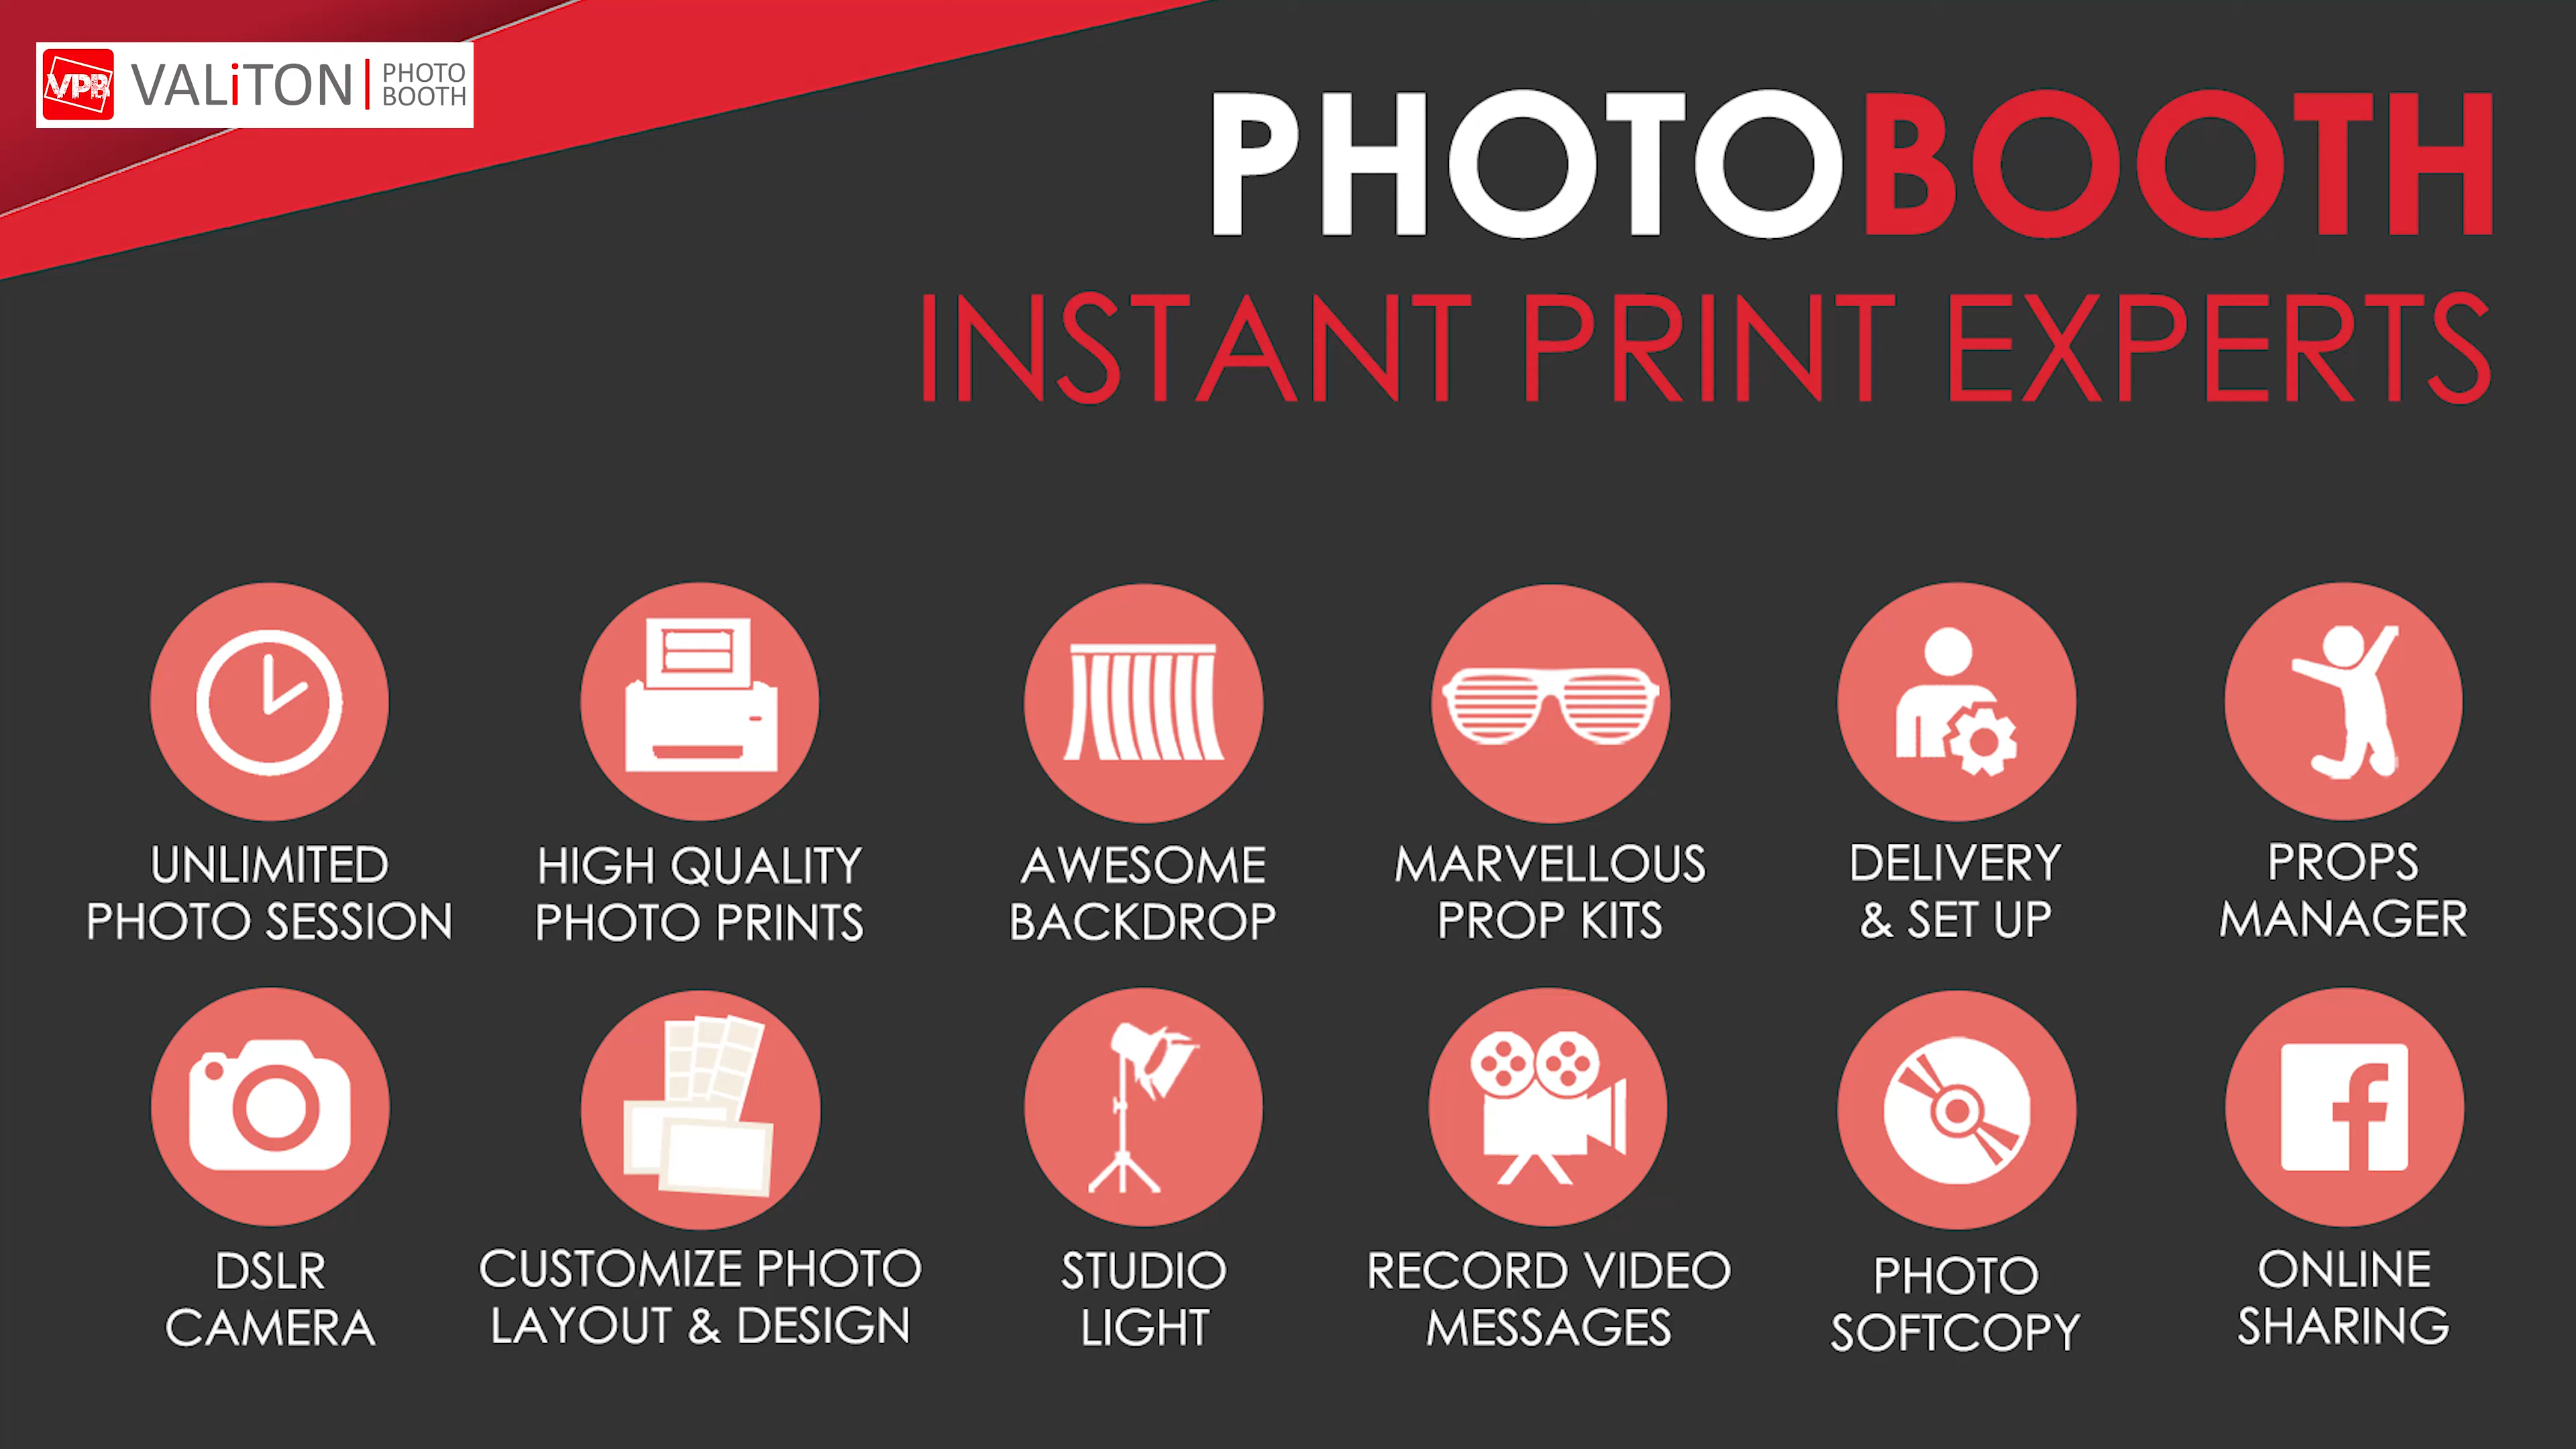 VPB VALiTON PHOTO
BOOTH
PHOTOBOOTH
INSTANT PRINT EXPERTS
UNLIMITED
PHOTO SESSION
HIGH QUALITY
PHOTO PRINTS
AWESOME
BACKDROP
MARVELLOUS
PROP KITS
DELIVERY
& SET UP
PROPS
MANAGER
DSLR
CAMERA
CUSTOMIZE PHOTO
LAYOUT & DESIGN
STUDIO
LIGHT
RECORD VIDEO
MESSAGES
PHOTO
SOFTCOPY
f
ONLINE
SHARING